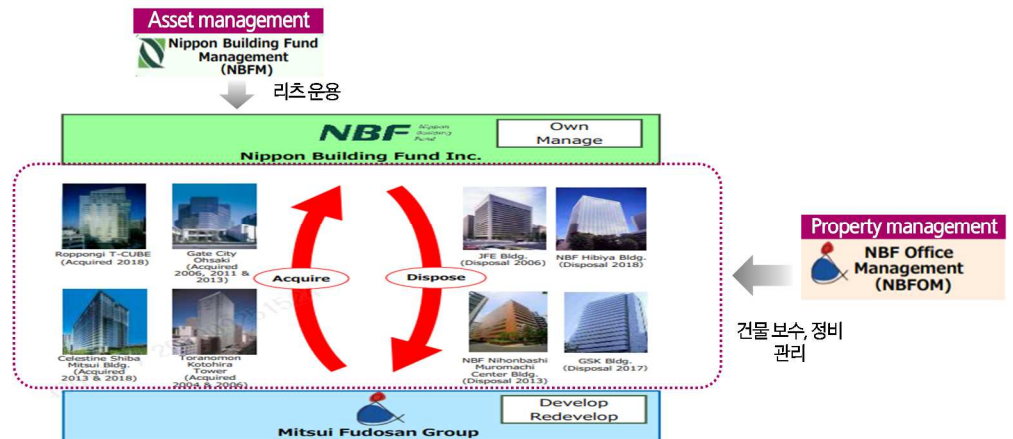 Asset management
Nippon Building Fund
Management
(NBFM)
리츠 운용
NBF Nippon
Building
Fund
Own
Manage
Nippon Building Fund Inc.
Roppongi T-CUBE
(Acquired 2018)
Gate City
Ohsaki
(Acquired
2006, 2011 &
2013)
Acquire
Dispose
JFE Bldg.
(Disposal 2006)
NBF Hibiya Bldg.
(Disposal 2018)
Property management
NBF Office
Management
(NBFOM)
건물 보수, 정비
관리
Celestine Shiba
Mitsui Bldg.
(Acquired
2013 & 2018)
Toranomon
Kotohira
Tower
(Acquired
2004 & 2006)
NBF Nihonbashi
Muromachi
Center Bldg.
(Disposal 2013)
GSK Bldg.
(Disposal 2017)
Develop
Redevelop
Mitsui Fudosan Group